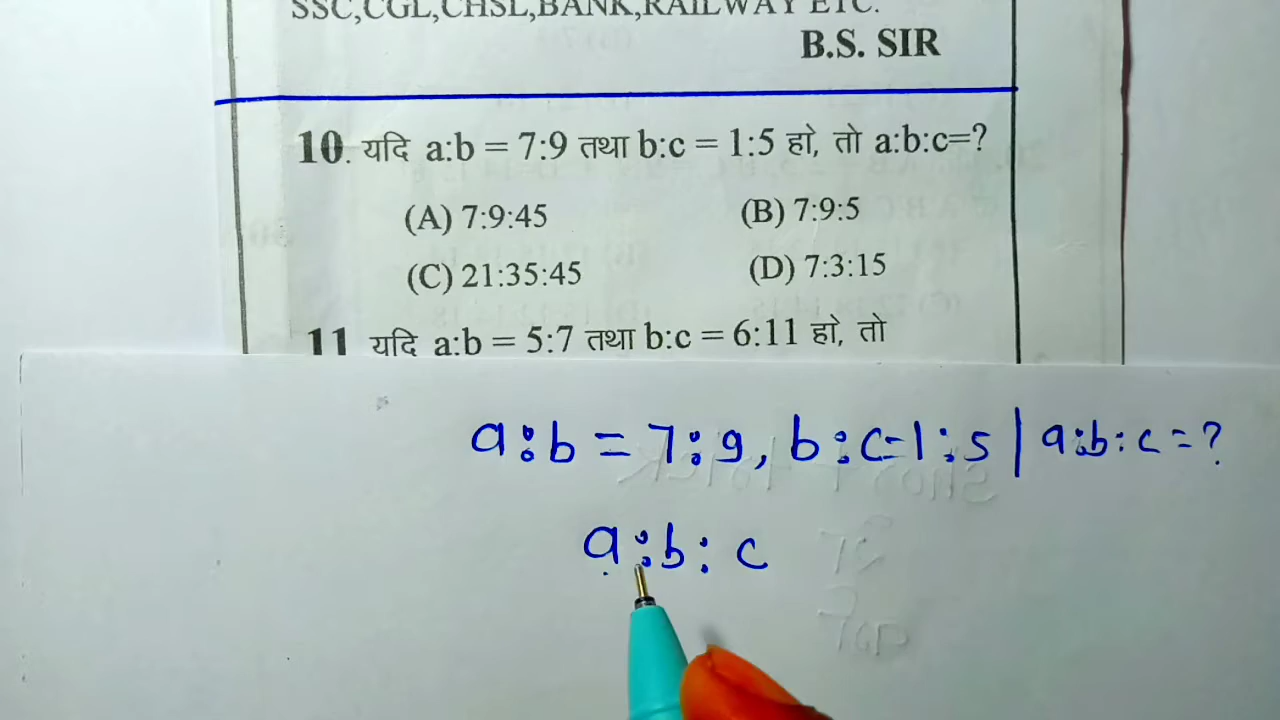 SSC,CGL,CHSL,BANK,RAILWAY ETC.
B.S. SIR
10. यदि a:b = 7:9 तथा b:c = 1:5 हो, तो a:b:c=?
(A) 7:9:45 (B) 7:9:5
(C) 21:35:45 (D) 7:3:15
11 यदि a:b = 5:7 तथा b:c = 6:11 हो, तो
a:b = 7:9, b:c=1:5 | a:b:c=?
a:b:c